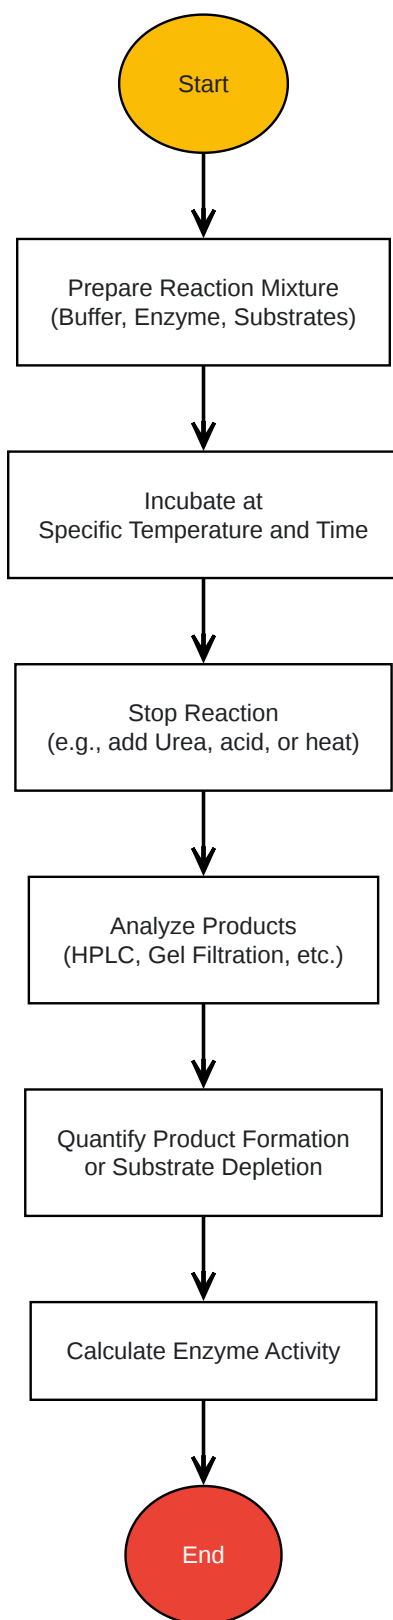 Start
Prepare Reaction Mixture
(Buffer, Enzyme, Substrates)
Incubate at
Specific Temperature and Time
Stop Reaction
(e.g., add Urea, acid, or heat)
Analyze Products
(HPLC, Gel Filtration, etc.)
Quantify Product Formation
or Substrate Depletion
Calculate Enzyme Activity
End